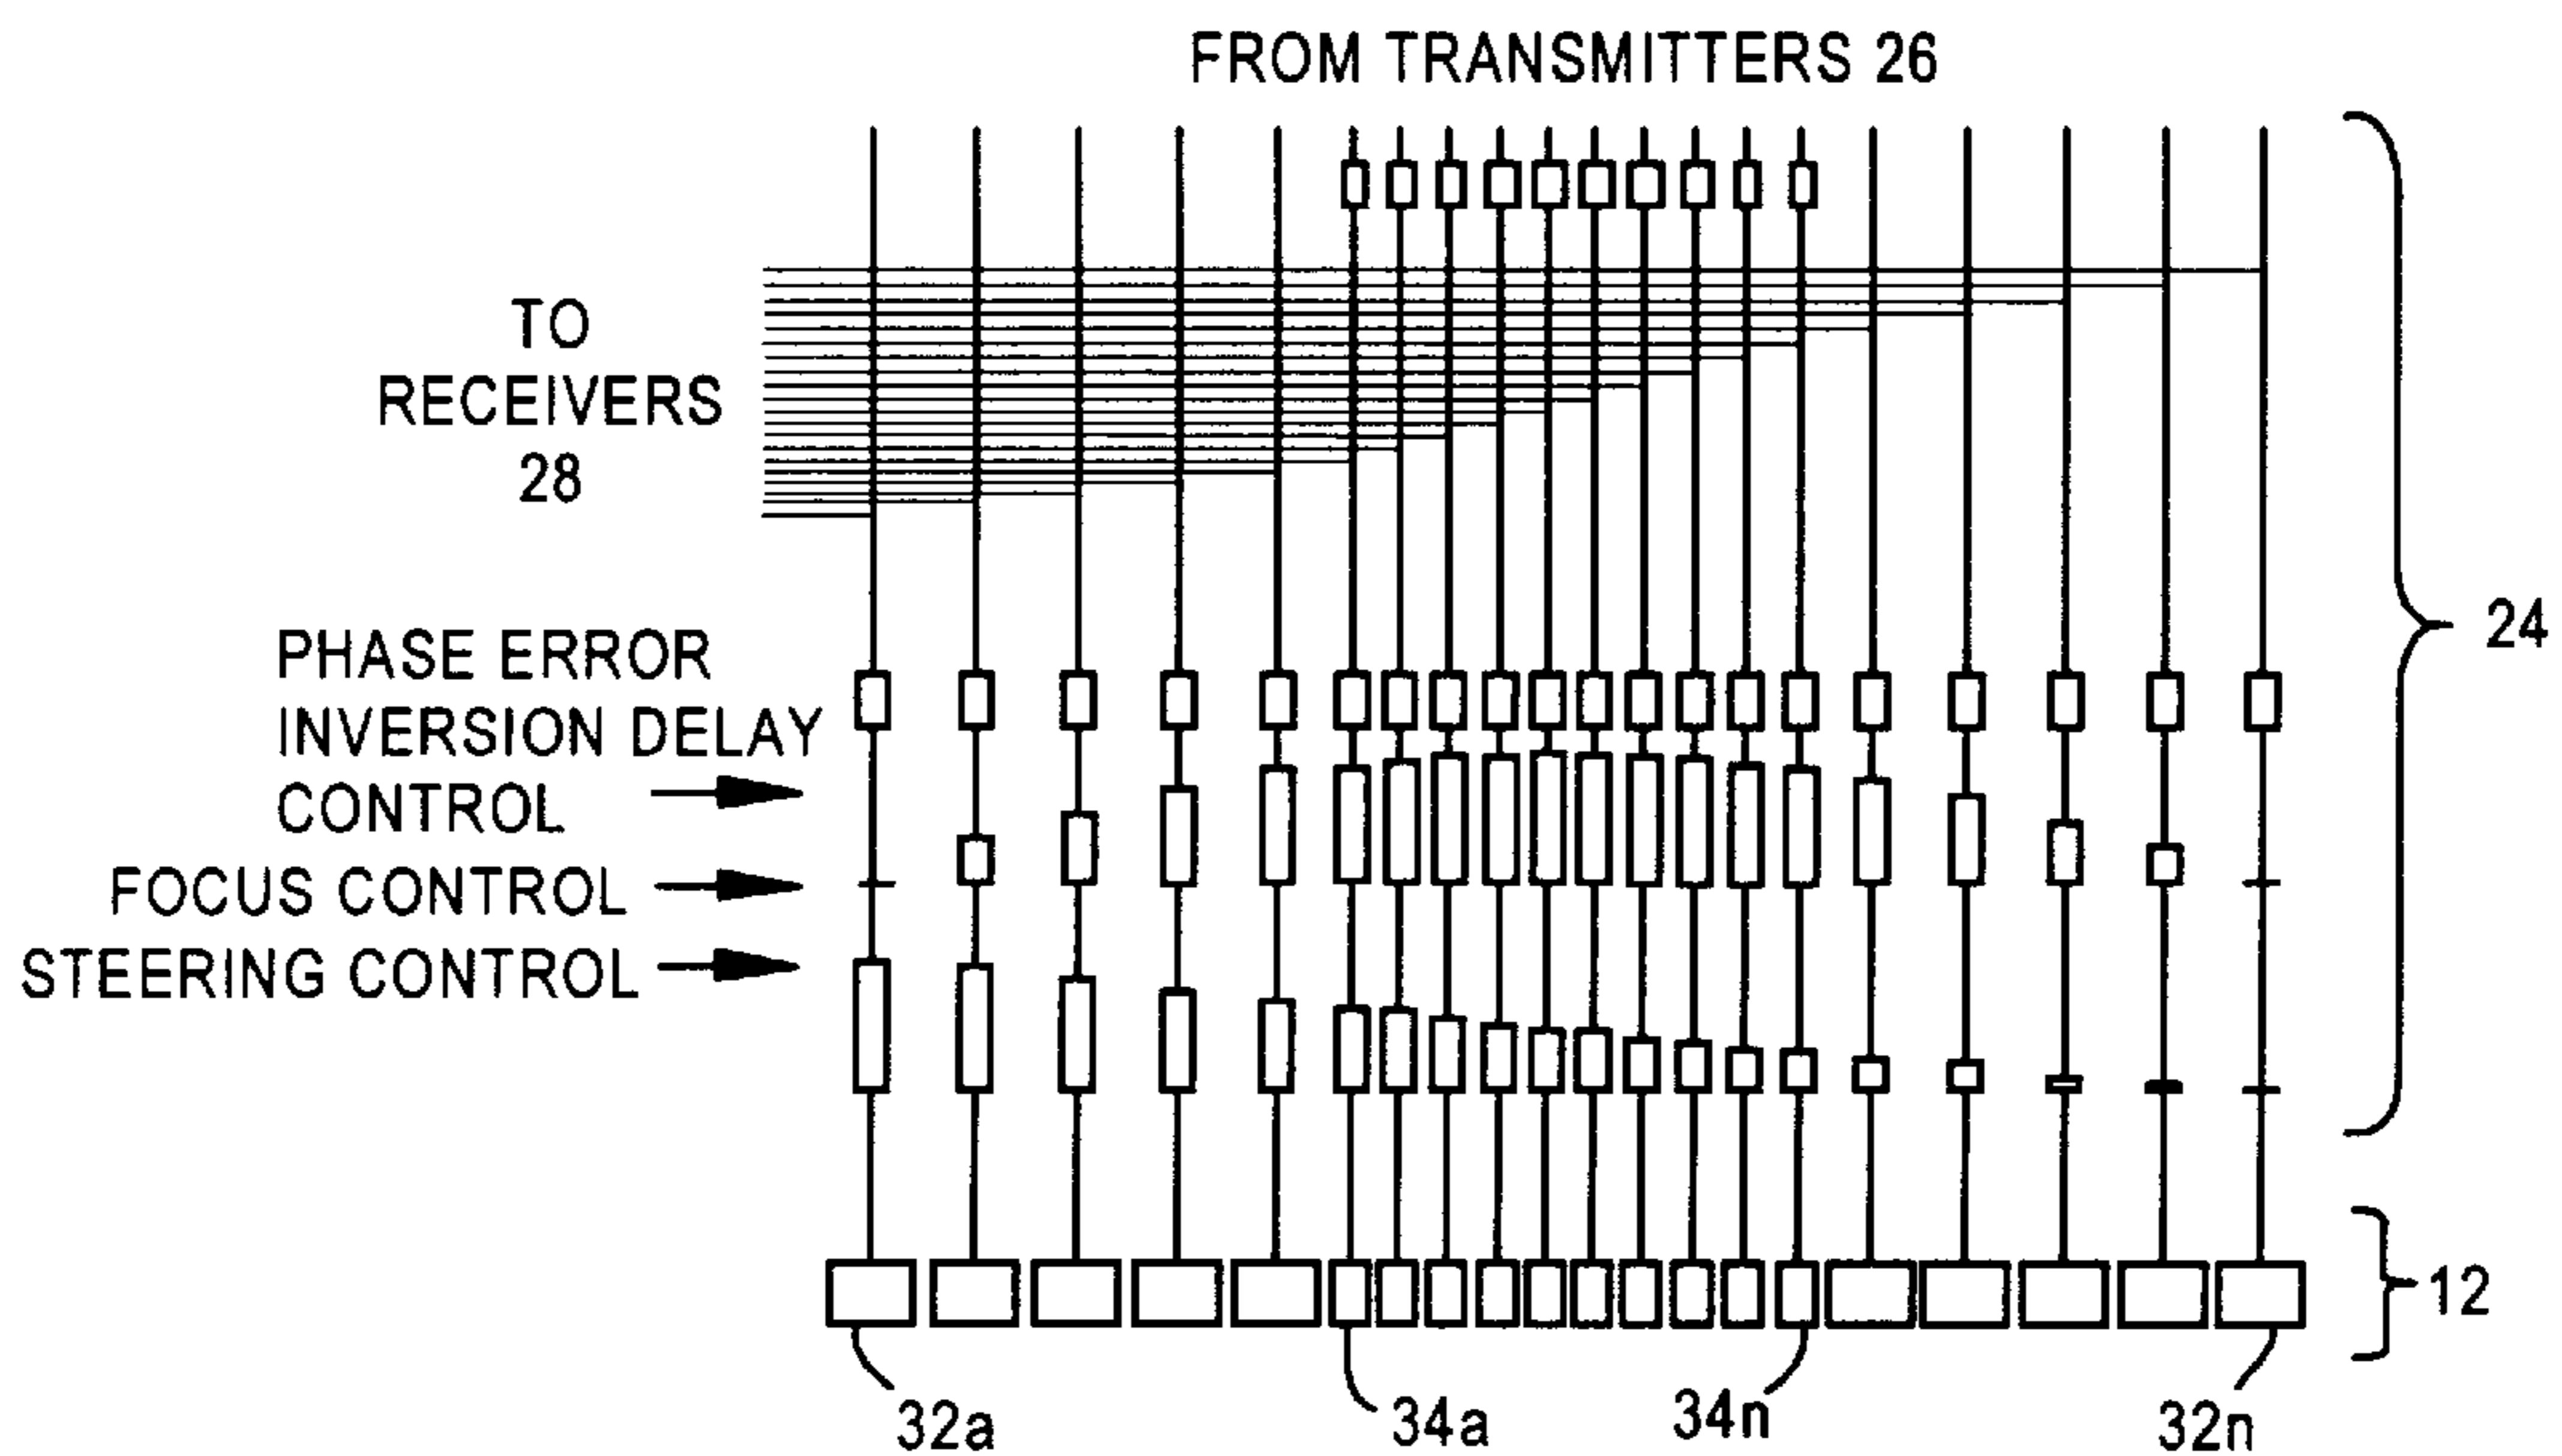 FROM TRANSMITTERS 26
TO
RECEIVERS
28
PHASE ERROR
INVERSION DELAY
CONTROL
FOCUS CONTROL
STEERING CONTROL
24
12
32a
34a
34n
32n